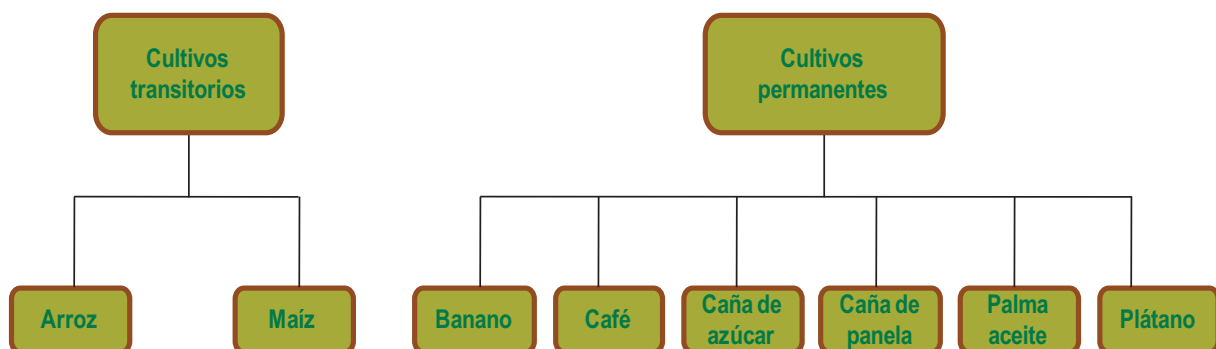 Cultivos
transitorios
Cultivos
permanentes
Arroz
Maíz
Banano
Café
Caña de
azúcar
Caña de
panela
Palma
aceite
Plátano